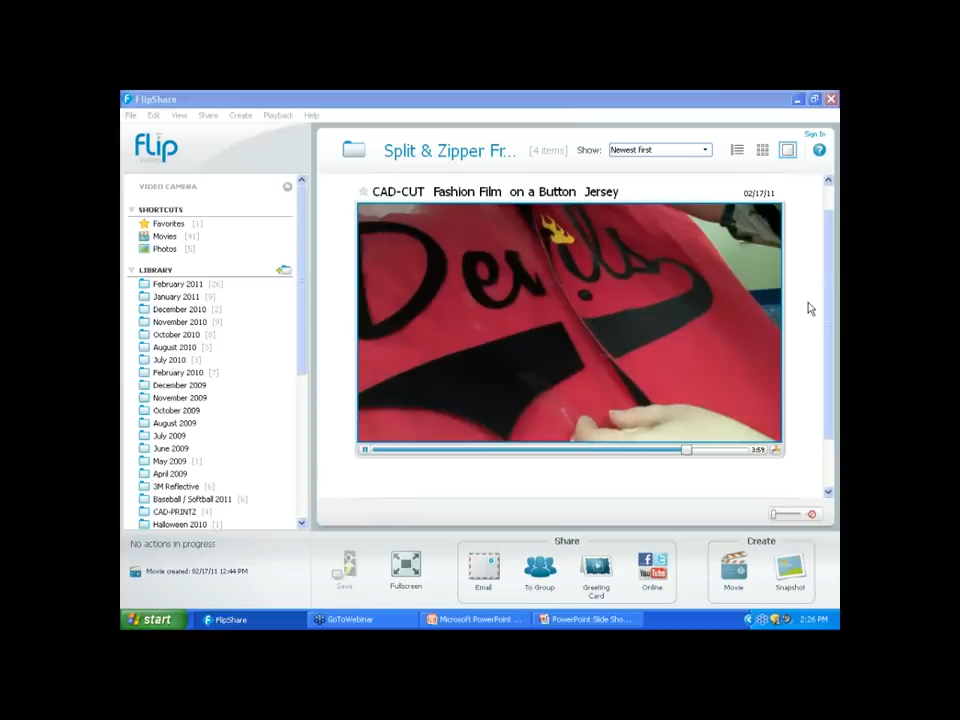 FlipShare
File Edit View Share Create Playback Help
flip
video
VIDEO CAMERA
SHORTCUTS
Favorites [1]
Movies [41]
Photos [5]
LIBRARY
February 2011 [26]
January 2011 [9]
December 2010 [2]
November 2010 [9]
October 2010 [8]
August 2010 [3]
July 2010 [3]
February 2010 [7]
December 2009
November 2009
October 2009
August 2009
July 2009
June 2009
May 2009 [1]
April 2009
3M Reflective [6]
Baseball / Softball 2011 [6]
CAD-PRINTZ [4]
Halloween 2010 [1]
Sign In
Split & Zipper Fr... [4 items] Show: Newest first
CAD-CUT Fashion Film on a Button Jersey 02/17/11
Devils
3:59
No actions in progress
Movie created: 02/17/11 12:44 PM
Save
Fullscreen
Share
Email
To Group
Greeting Card
Online
Create
Movie
Snapshot
start FlipShare GoToWebinar Microsoft PowerPoint ... PowerPoint Slide Sho... 2:26 PM